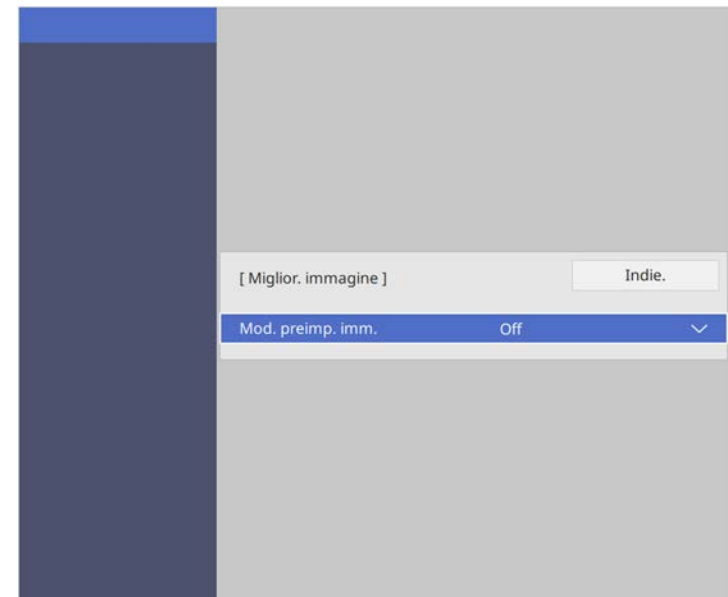 [ Miglior. immagine ]
Indie.
Mod. preimp. imm. Off